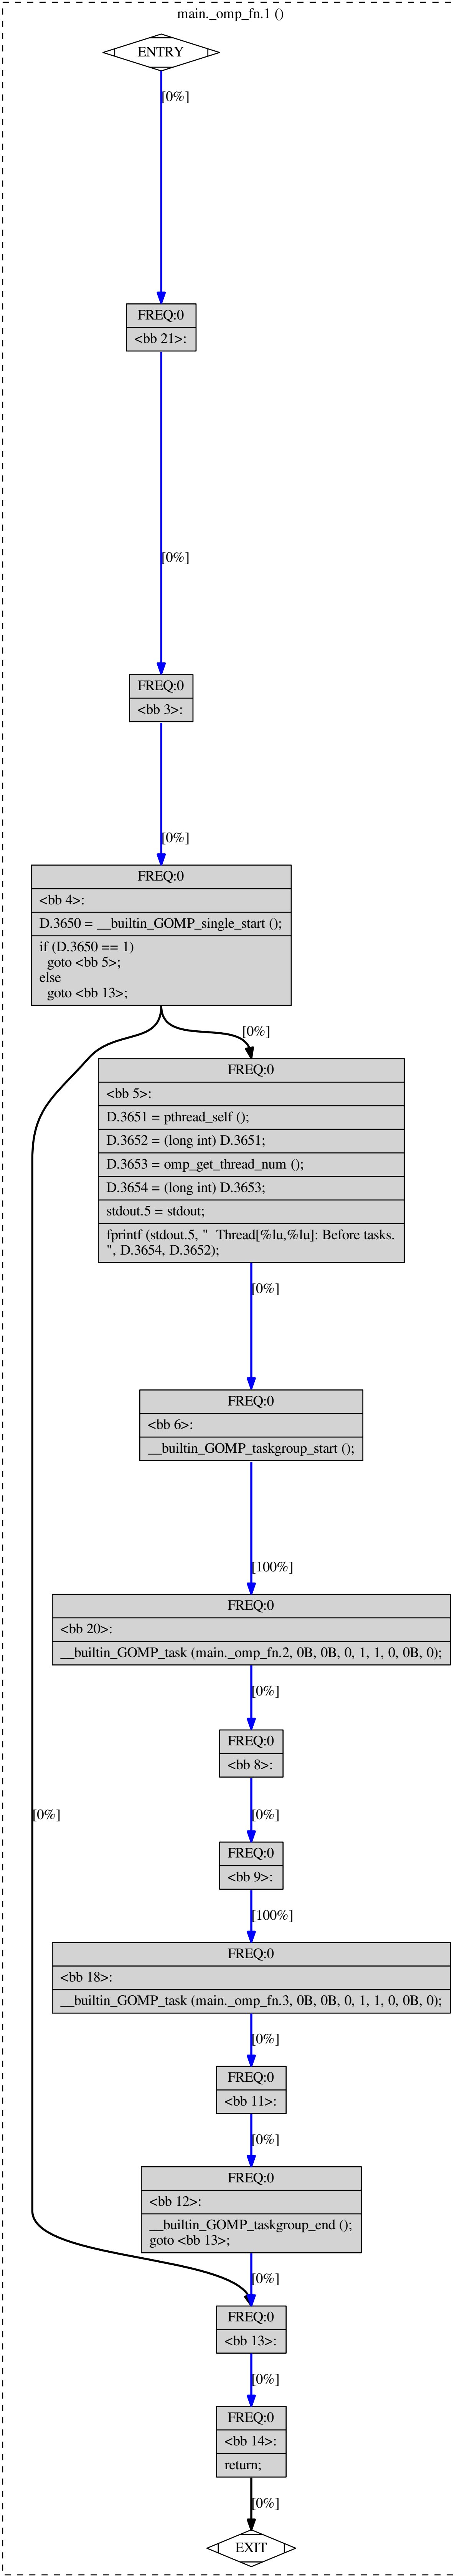 main._omp_fn.1 ()
ENTRY
[0%]
FREQ:0
<bb 21>:
[0%]
FREQ:0
<bb 3>:
[0%]
FREQ:0
<bb 4>:
D.3650 = __builtin_GOMP_single_start ();
if (D.3650 == 1)
goto <bb 5>;
else
goto <bb 13>;
[0%]
FREQ:0
<bb 5>:
D.3651 = pthread_self ();
D.3652 = (long int) D.3651;
D.3653 = omp_get_thread_num ();
D.3654 = (long int) D.3653;
stdout.5 = stdout;
fprintf (stdout.5, "  Thread[%lu,%lu]: Before tasks.
", D.3654, D.3652);
[0%]
FREQ:0
<bb 6>:
__builtin_GOMP_taskgroup_start ();
[100%]
FREQ:0
<bb 20>:
__builtin_GOMP_task (main._omp_fn.2, 0B, 0B, 0, 1, 1, 0, 0B, 0);
[0%]
FREQ:0
<bb 8>:
[0%]
[0%]
FREQ:0
<bb 9>:
[100%]
FREQ:0
<bb 18>:
__builtin_GOMP_task (main._omp_fn.3, 0B, 0B, 0, 1, 1, 0, 0B, 0);
[0%]
FREQ:0
<bb 11>:
[0%]
FREQ:0
<bb 12>:
__builtin_GOMP_taskgroup_end ();
goto <bb 13>;
[0%]
FREQ:0
<bb 13>:
[0%]
FREQ:0
<bb 14>:
return;
[0%]
EXIT